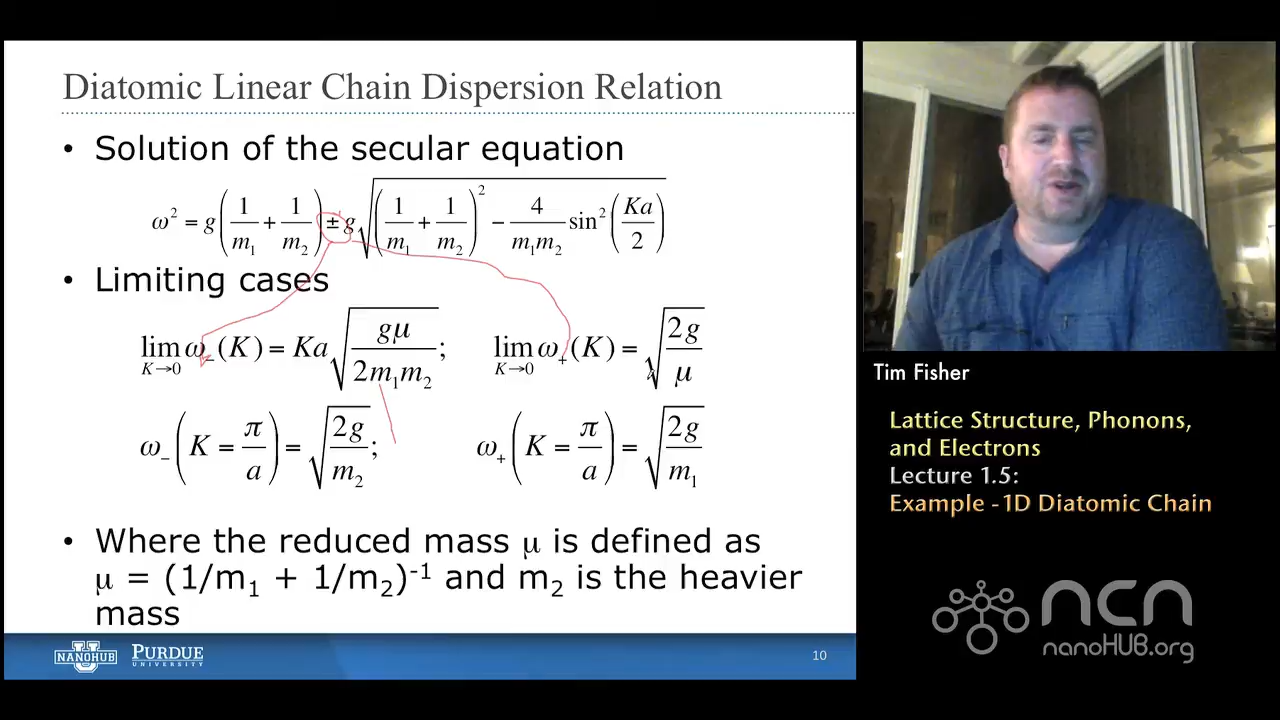 Diatomic Linear Chain Dispersion Relation
• Solution of the secular equation
ω² = g(1/m₁ + 1/m₂) ± g√((1/m₁ + 1/m₂)² − 4/(m₁m₂) sin²(Ka/2))
• Limiting cases
lim K→0 ω₋(K) = Ka√(gμ/(2m₁m₂)); lim K→0 ω₊(K) = √(2g/μ)
ω₋(K = π/a) = √(2g/m₂); ω₊(K = π/a) = √(2g/m₁)
• Where the reduced mass μ is defined as
μ = (1/m₁ + 1/m₂)⁻¹ and m₂ is the heavier
mass
nanoHUB
PURDUE
UNIVERSITY
10
Tim Fisher
Lattice Structure, Phonons,
and Electrons
Lecture 1.5:
Example -1D Diatomic Chain
ncn
nanoHUB.org